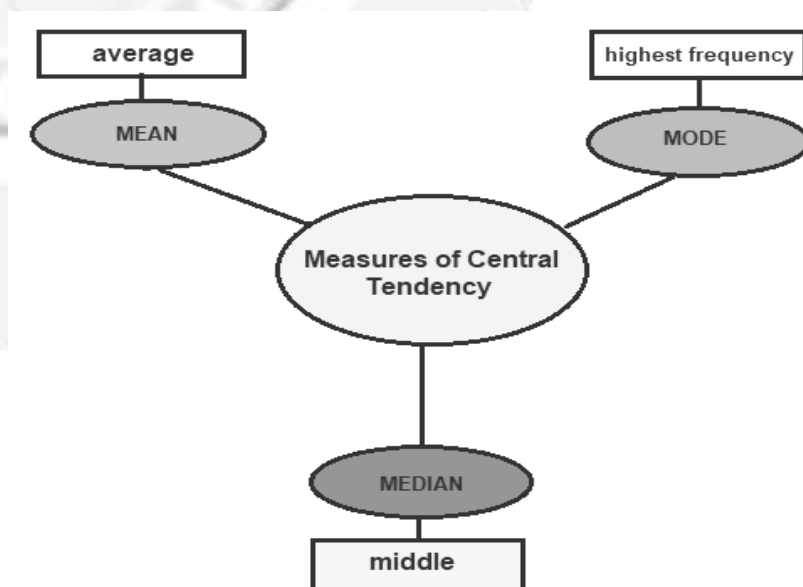 average
highest frequency
MEAN
MODE
Measures of Central
Tendency
MEDIAN
middle